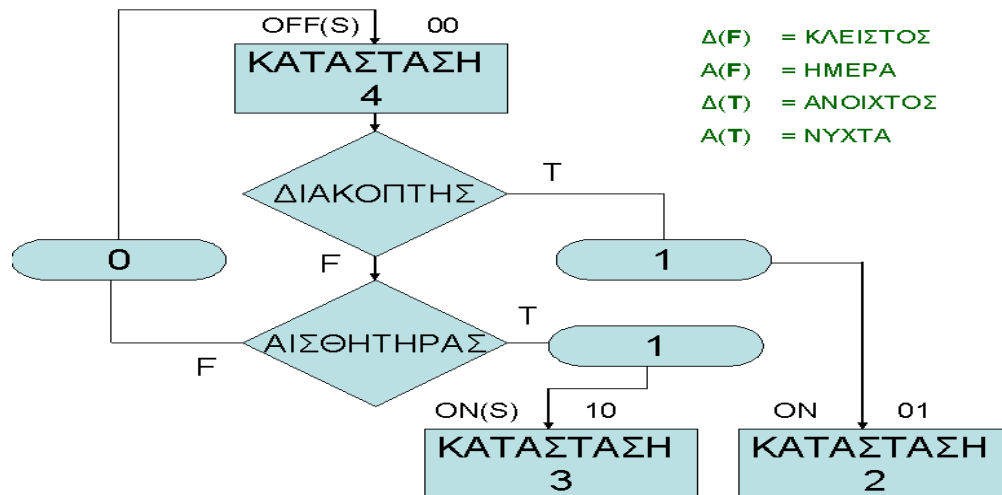 OFF(S) 00
ΚΑΤΑΣΤΑΣΗ
4
Δ(F) = ΚΛΕΙΣΤΟΣ
Α(F) = ΗΜΕΡΑ
Δ(T) = ΑΝΟΙΧΤΟΣ
Α(T) = ΝΥΧΤΑ
ΔΙΑΚΟΠΤΗΣ
T
0
F
1
ΑΙΣΘΗΤΗΡΑΣ
T
F
1
ON(S) 10
ΚΑΤΑΣΤΑΣΗ
3
ON 01
ΚΑΤΑΣΤΑΣΗ
2